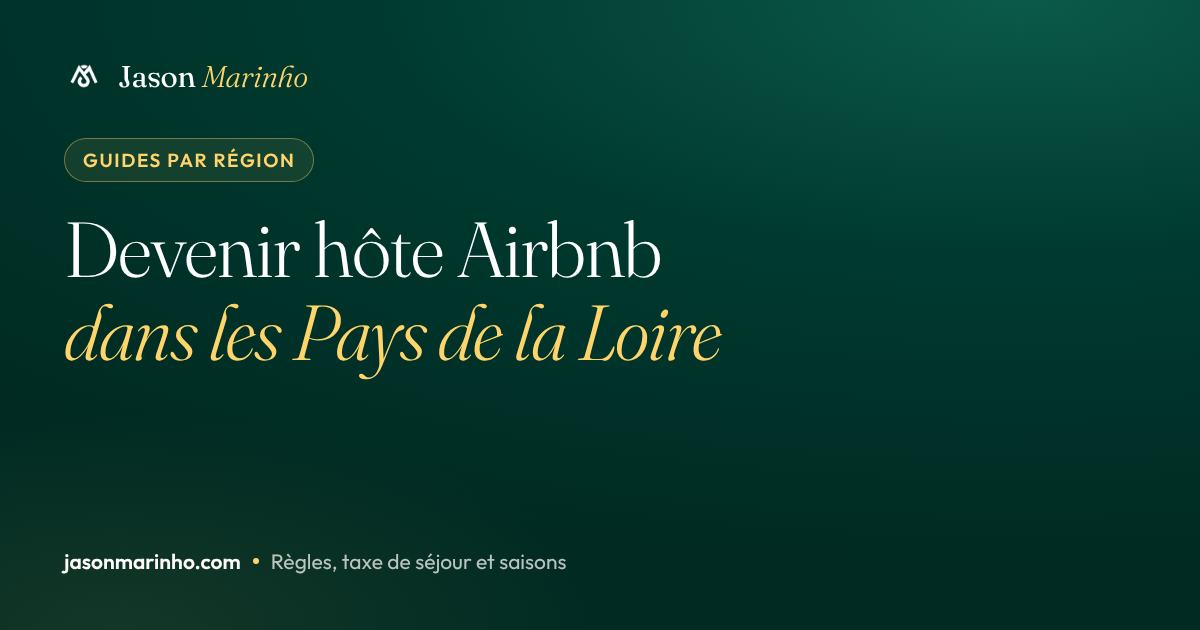 Jason Marinho
GUIDES PAR RÉGION
Devenir hôte Airbnb
dans les Pays de la Loire
jasonmarinho.com • Règles, taxe de séjour et saisons